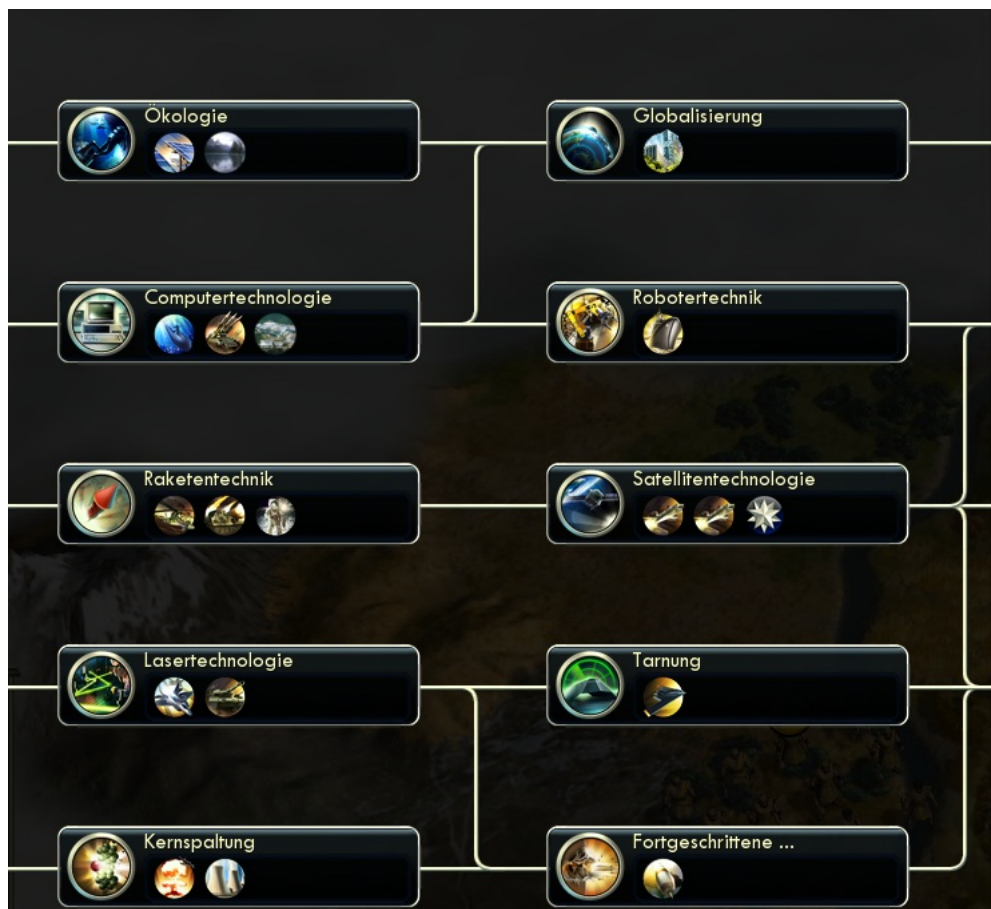 Ökologie
Globalisierung
Computertechnologie
Robotertechnik
Raketentechnik
Satellitentechnologie
Lasertechnologie
Tarnung
Kernspaltung
Fortgeschrittene ...